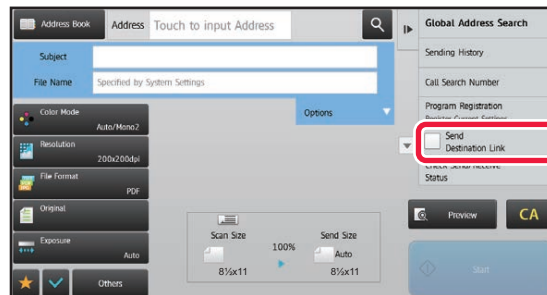 Address Book
Address
Touch to input Address
Subject
File Name
Specified by System Settings
Options
Color Mode
Auto/Mono2
Resolution
200x200dpi
File Format
PDF
Original
Exposure
Auto
Others
Scan Size
100%
Send Size
Auto
8½x11
8½x11
Global Address Search
Sending History
Call Search Number
Program Registration
Register Current Settings
Send
Destination Link
Status
Preview
CA
Start